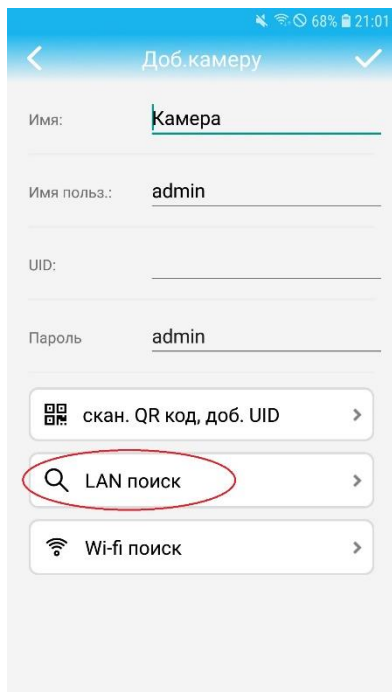 68% 21:01
Доб.камеру
Имя: Камера
Имя польз.: admin
UID:
Пароль admin
скан. QR код, доб. UID
LAN поиск
Wi-fi поиск